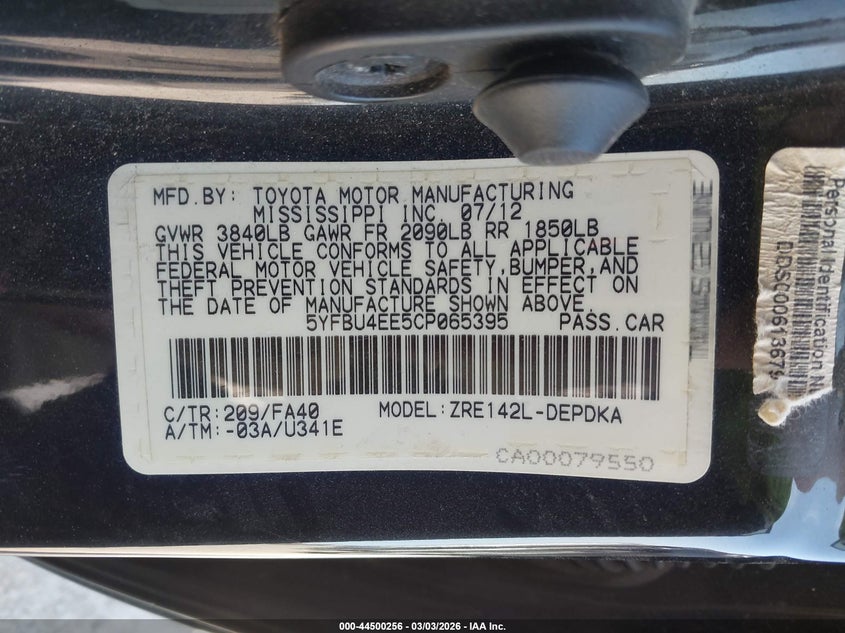 MFD.BY: TOYOTA MOTOR MANUFACTURING
MISSISSIPPI INC. 07/12
GVWR 3840LB GAWR FR 2090LB RR 1850LB
THIS VEHICLE CONFORMS TO ALL APPLICABLE
FEDERAL MOTOR VEHICLE SAFETY,BUMPER,AND
THEFT PREVENTION STANDARDS IN EFFECT ON
THE DATE OF MANUFACTURE SHOWN ABOVE.
5YFBU4EE5CP065395 PASS.CAR
C/TR:209/FA40 MODEL:ZRE142L-DEPDKA
A/TM:-03A/U341E
CA00079550
Personal Identification
000-44500256 - 03/03/2026 - IAA Inc.